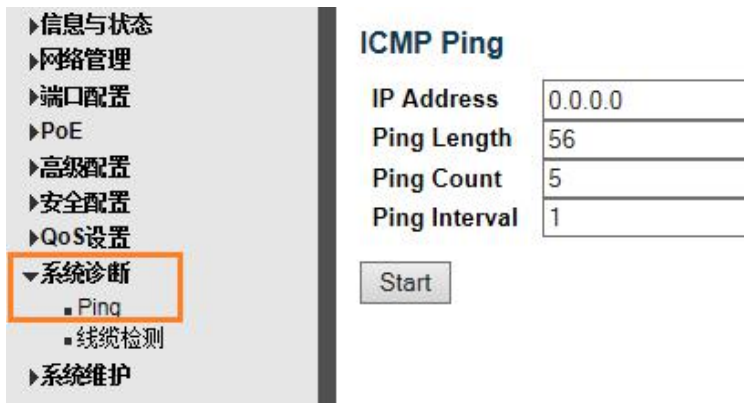 信息与状态
网络管理
端口配置
PoE
高级配置
安全配置
QoS设置
系统诊断
Ping
线缆检测
系统维护
ICMP Ping
IP Address 0.0.0.0
Ping Length 56
Ping Count 5
Ping Interval 1
Start